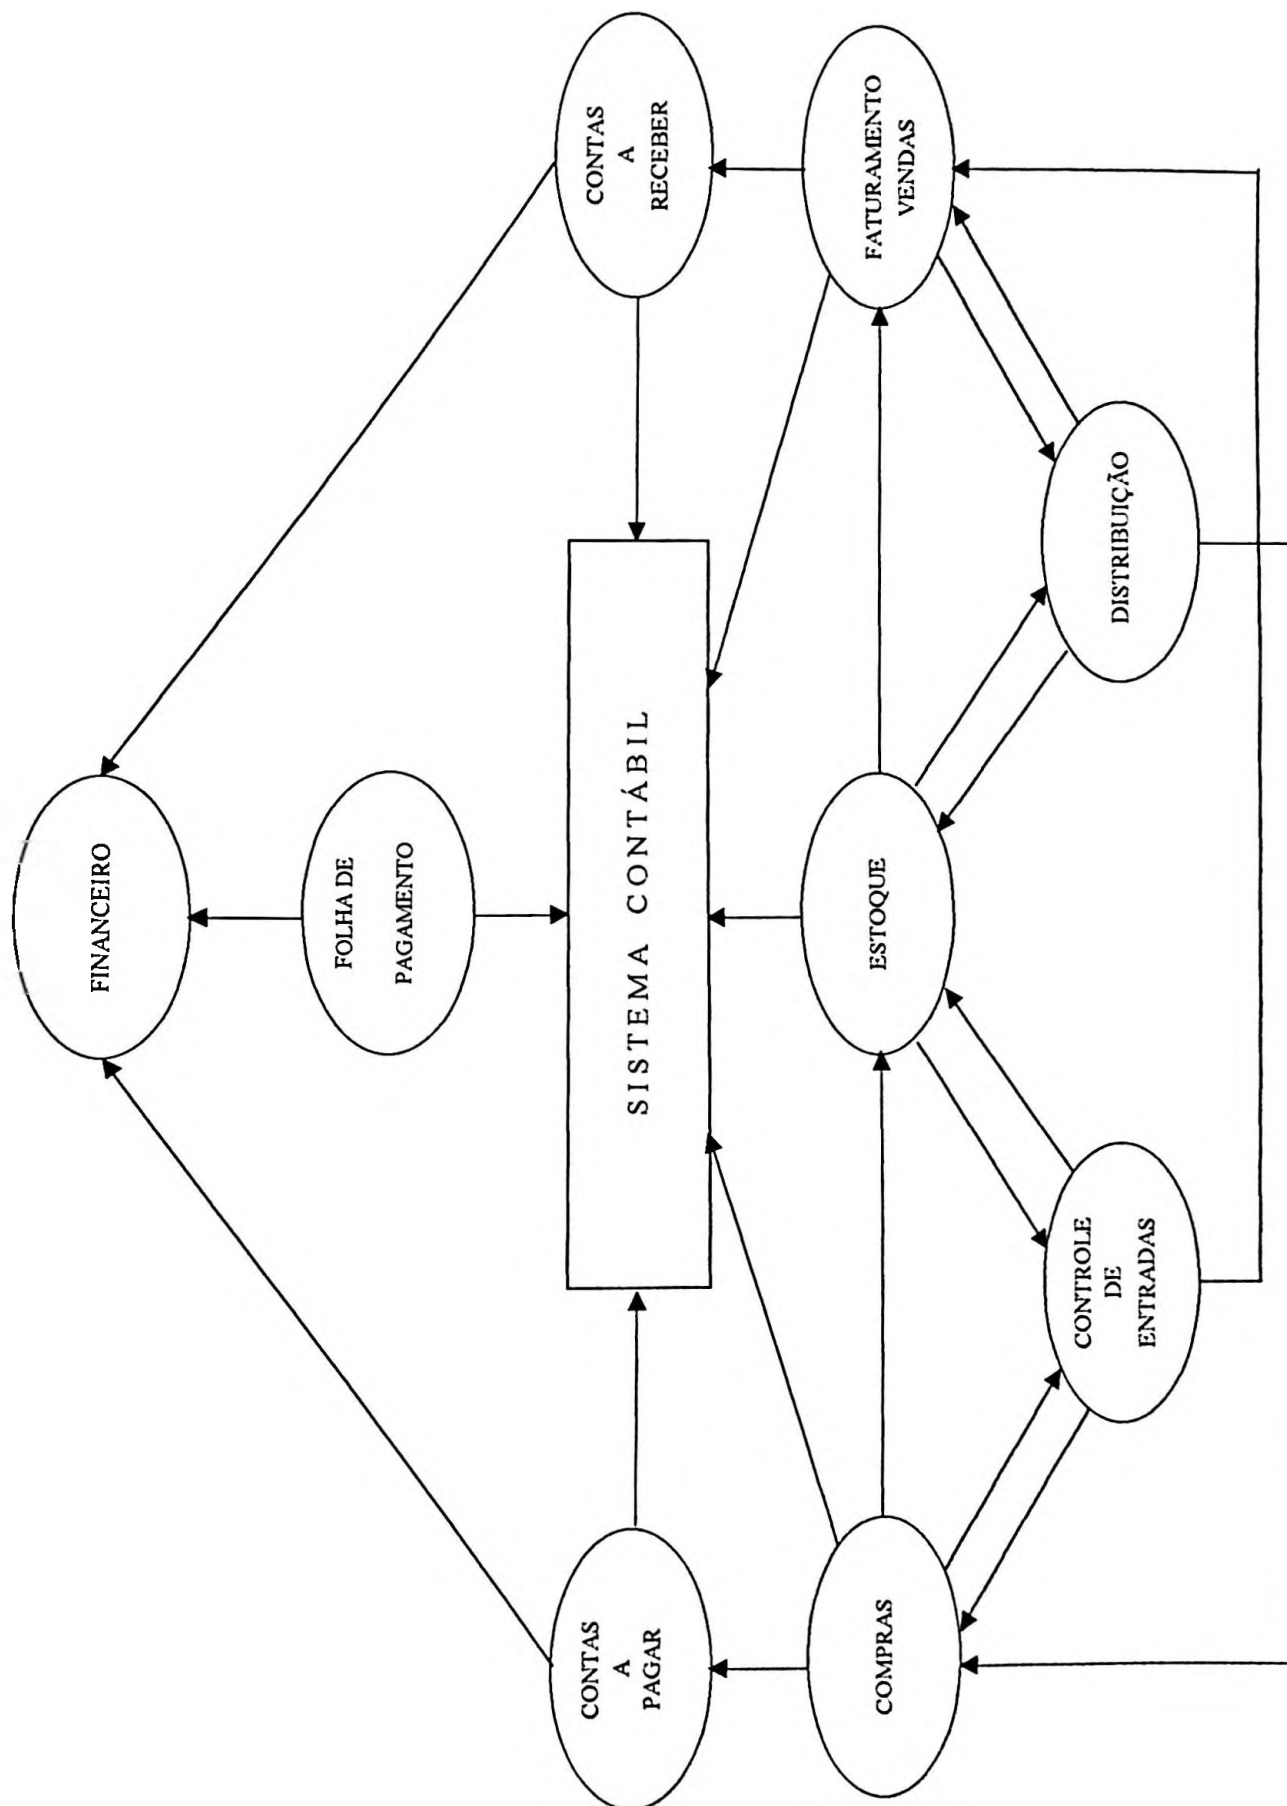 FINANCEIRO
FOLHA DE
PAGAMENTO
CONTAS
A
PAGAR
SISTEMA CONTÁBIL
CONTAS
A
RECEBER
COMPRAS
ESTOQUE
FATURAMENTO
VENDAS
CONTROLE
DE
ENTRADAS
DISTRIBUIÇÃO